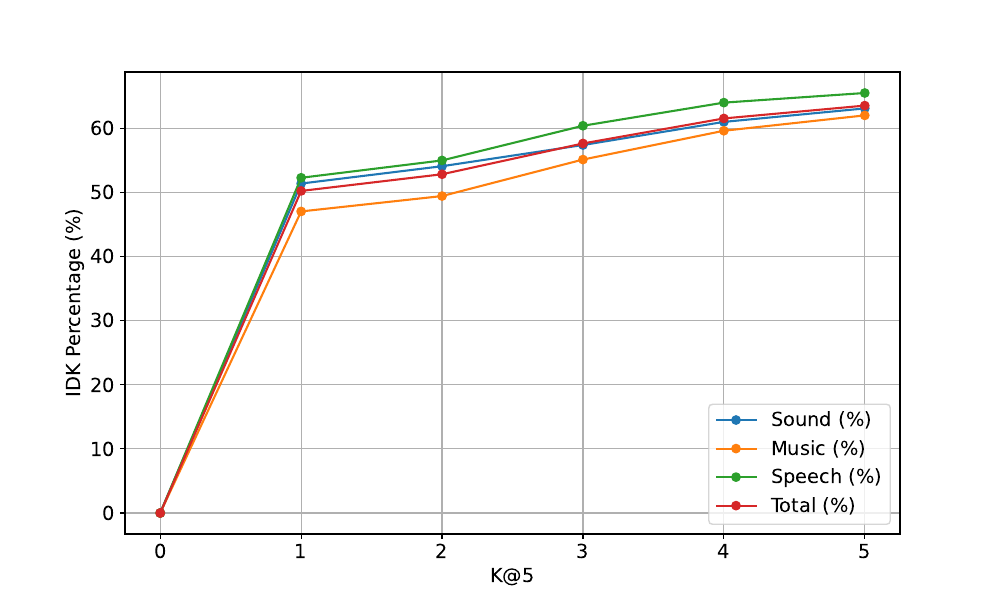 IDK Percentage (%)
60
50
40
30
20
10
0
0 1 2 3 4 5
K@5
Sound (%)
Music (%)
Speech (%)
Total (%)